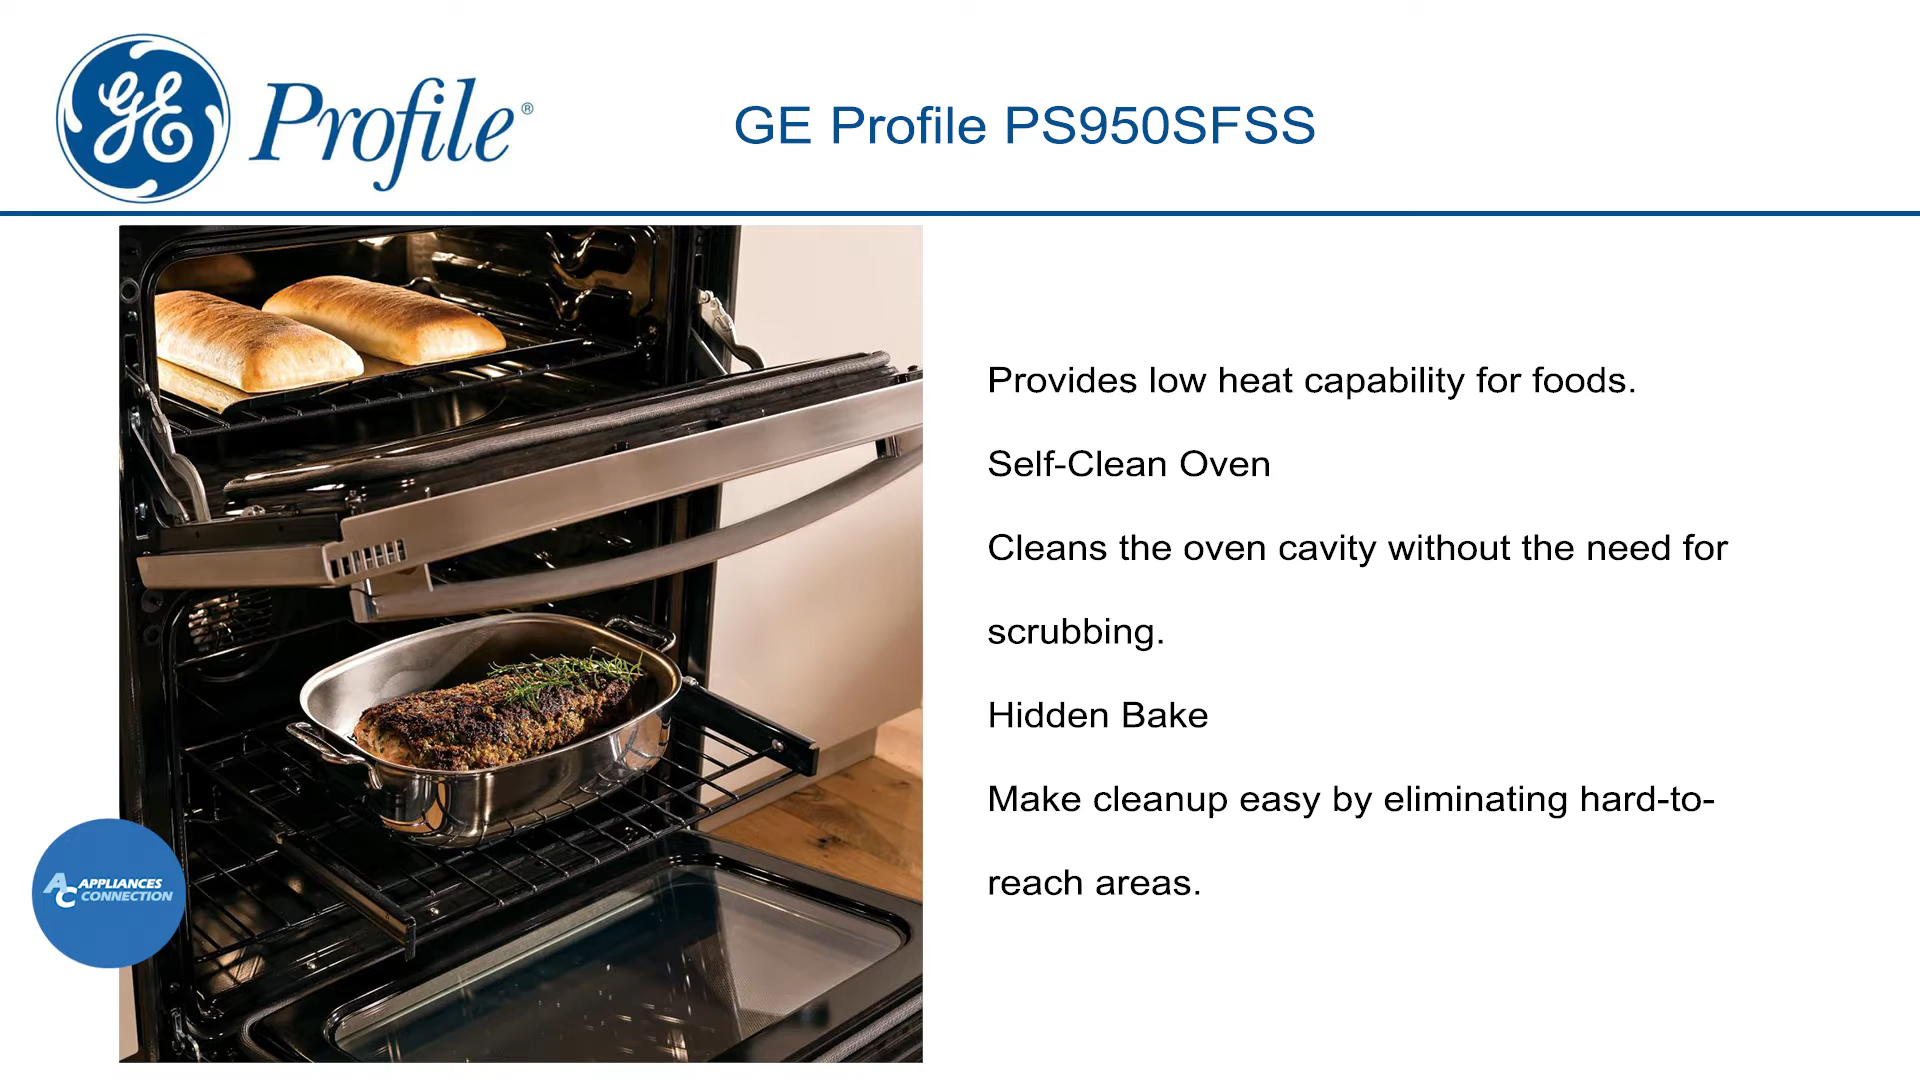 GE Profile®
GE Profile PS950SFSS
Provides low heat capability for foods.
Self-Clean Oven
Cleans the oven cavity without the need for
scrubbing.
Hidden Bake
Make cleanup easy by eliminating hard-to-
reach areas.
AC APPLIANCES
CONNECTION